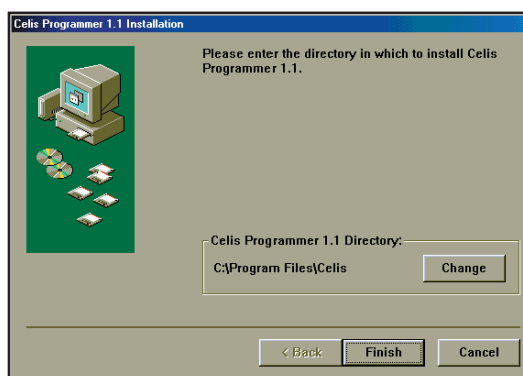 Celis Programmer 1.1 Installation
Please enter the directory in which to install Celis
Programmer 1.1.
Celis Programmer 1.1 Directory:
C:\Program Files\Celis
Change
< Back
Finish
Cancel